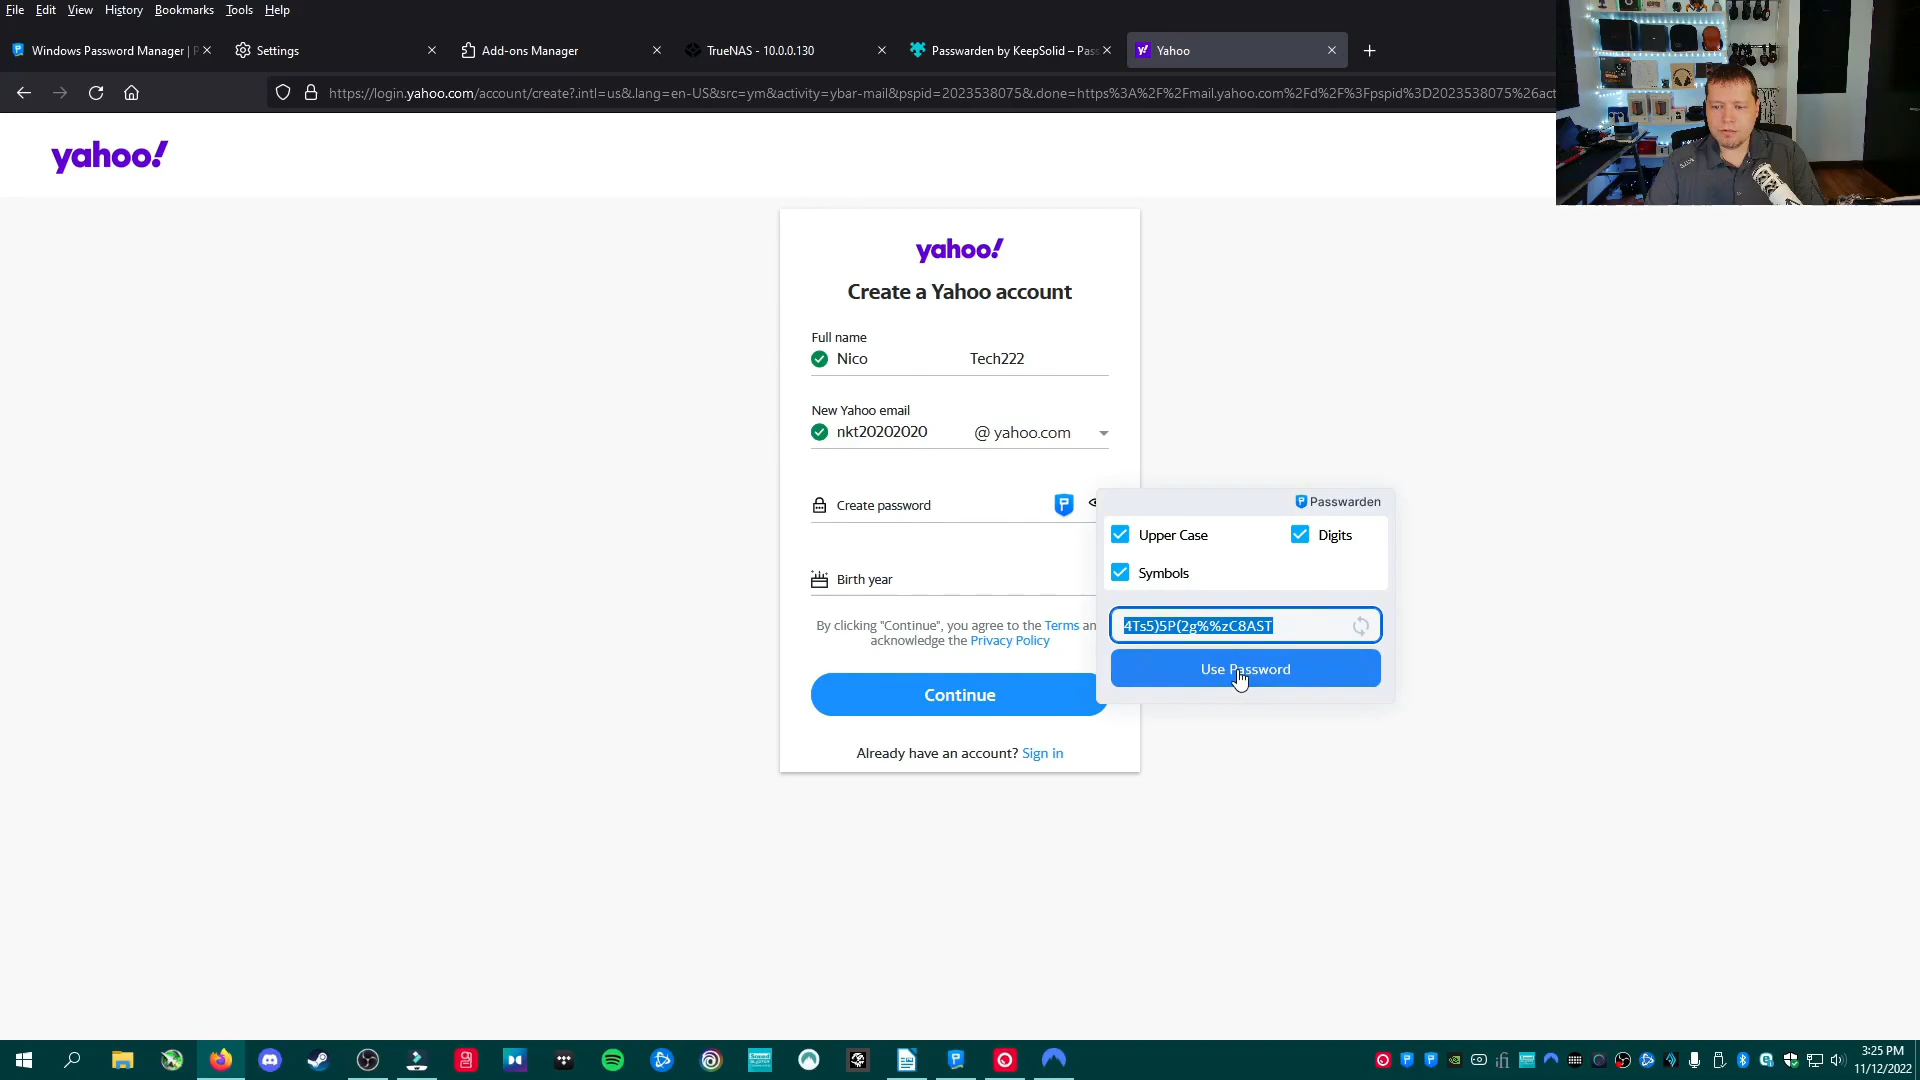 File Edit View History Bookmarks Tools Help
Windows Password Manager | P
Settings
Add-ons Manager
TrueNAS - 10.0.0.130
Passwarden by KeepSolid – Pas
Yahoo
https://login.yahoo.com/account/create?.intl=us&.lang=en-US&src=ym&activity=ybar-mail&pspid=2023538075&.done=https%3A%2F%2Fmail.yahoo.com%2Fd%2F%3Fpspid%3D2023538075%26act
yahoo!
yahoo!
Create a Yahoo account
Full name
Nico Tech222
New Yahoo email
nkt20202020 @ yahoo.com
Create password
Passwarden
Upper Case Digits
Symbols
Birth year
4Ts5)5P(2g%%zC8AST
Use Password
By clicking "Continue", you agree to the Terms an
acknowledge the Privacy Policy
Continue
Already have an account? Sign in
3:25 PM
11/12/2022